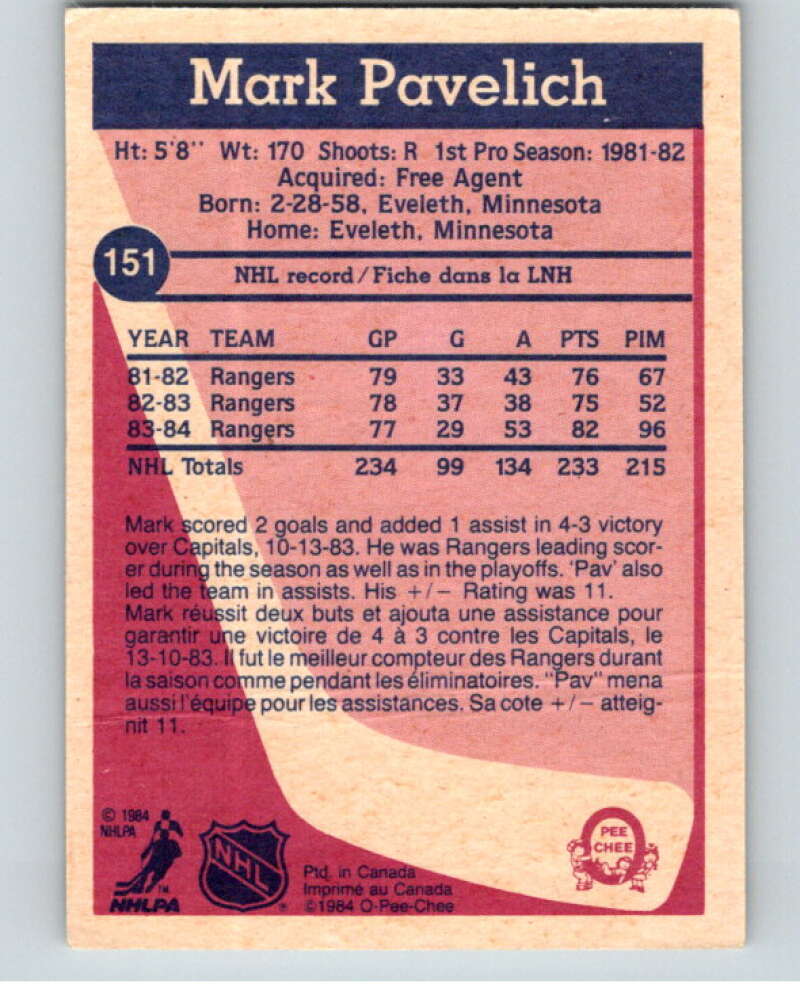 Mark Pavelich
Ht: 5'8" Wt: 170 Shoots: R 1st Pro Season: 1981-82
Acquired: Free Agent
Born: 2-28-58, Eveleth, Minnesota
Home: Eveleth, Minnesota
151
NHL record/Fiche dans la LNH
YEAR TEAM GP G A PTS PIM
81-82 Rangers 79 33 43 76 67
82-83 Rangers 78 37 38 75 52
83-84 Rangers 77 29 53 82 96
NHL Totals 234 99 134 233 215
Mark scored 2 goals and added 1 assist in 4-3 victory
over Capitals, 10-13-83. He was Rangers leading scor-
er during the season as well as in the playoffs. 'Pav' also
led the team in assists. His +/− Rating was 11.
Mark réussit deux buts et ajouta une assistance pour
garantir une victoire de 4 à 3 contre les Capitals, le
13-10-83. Il fut le meilleur compteur des Rangers durant
la saison comme pendant les éliminatoires. "Pav" mena
aussi l'équipe pour les assistances. Sa cote +/− atteig-
nit 11.
© 1984
NHLPA
TM
NHLPA
NHL
®
Ptd. in Canada
Imprimé au Canada
©1984 O-Pee-Chee
PEE
CHEE